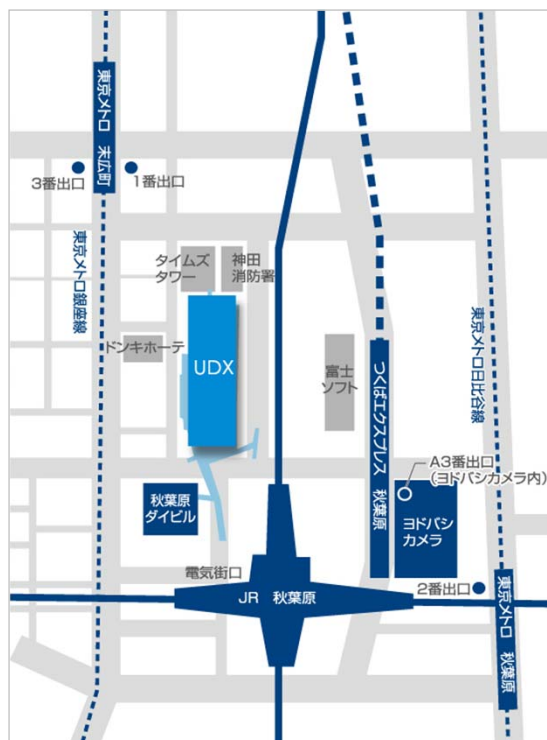 東京メトロ 末広町
3番出口
1番出口
東京メトロ銀座線
タイムズ
タワー
神田
消防署
ドンキホーテ
UDX
富士
ソフト
つくばエクスプレス 秋葉原
東京メトロ日比谷線
A3番出口
(ヨドバシカメラ内)
秋葉原
ダイビル
ヨドバシ
カメラ
電気街口
JR 秋葉原
2番出口
東京メトロ 秋葉原